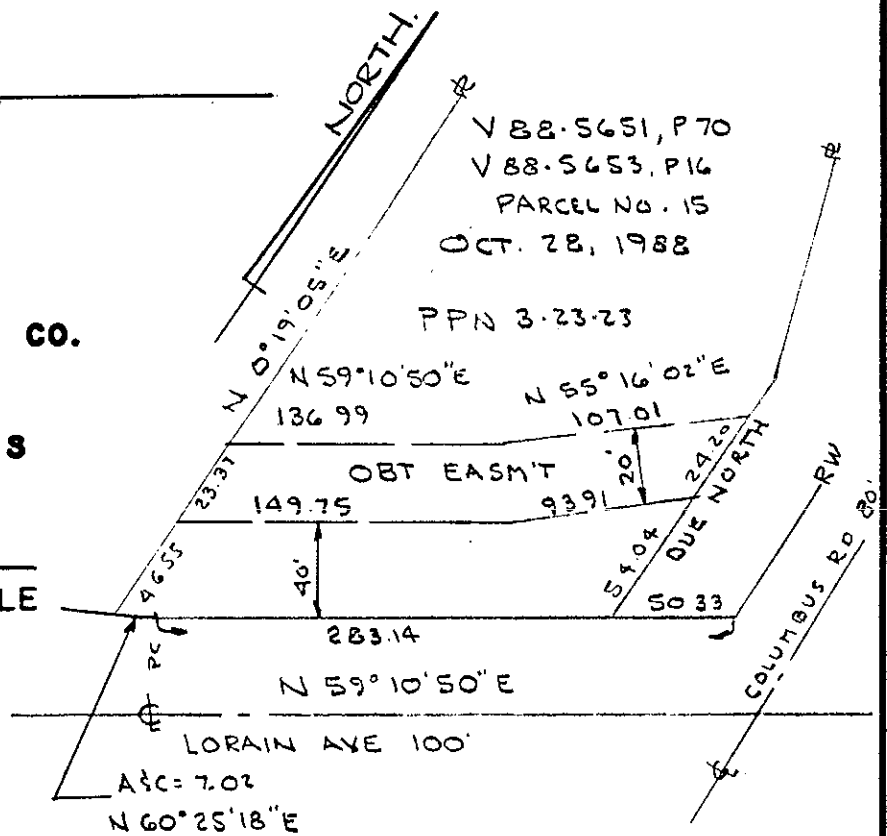 NORTH.
V 88-5651, P 70
V 88-5653, P 16
PARCEL NO. 15
OCT. 28, 1988
CO.
PPN 3-23-23
N 0°19'05"E
N 59°10'50"E
136 99
N 55°16'02"E
107.01
S
OBT EASM'T
23.37
149.75
93 91
20'
24.20
DUE NORTH
RW
46 55
40'
54.04
50 33
LE
283.14
COLUMBUS RD 80'
PC
N 59°10'50"E
LORAIN AVE 100'
A&C = 7.02
N 60°25'18"E